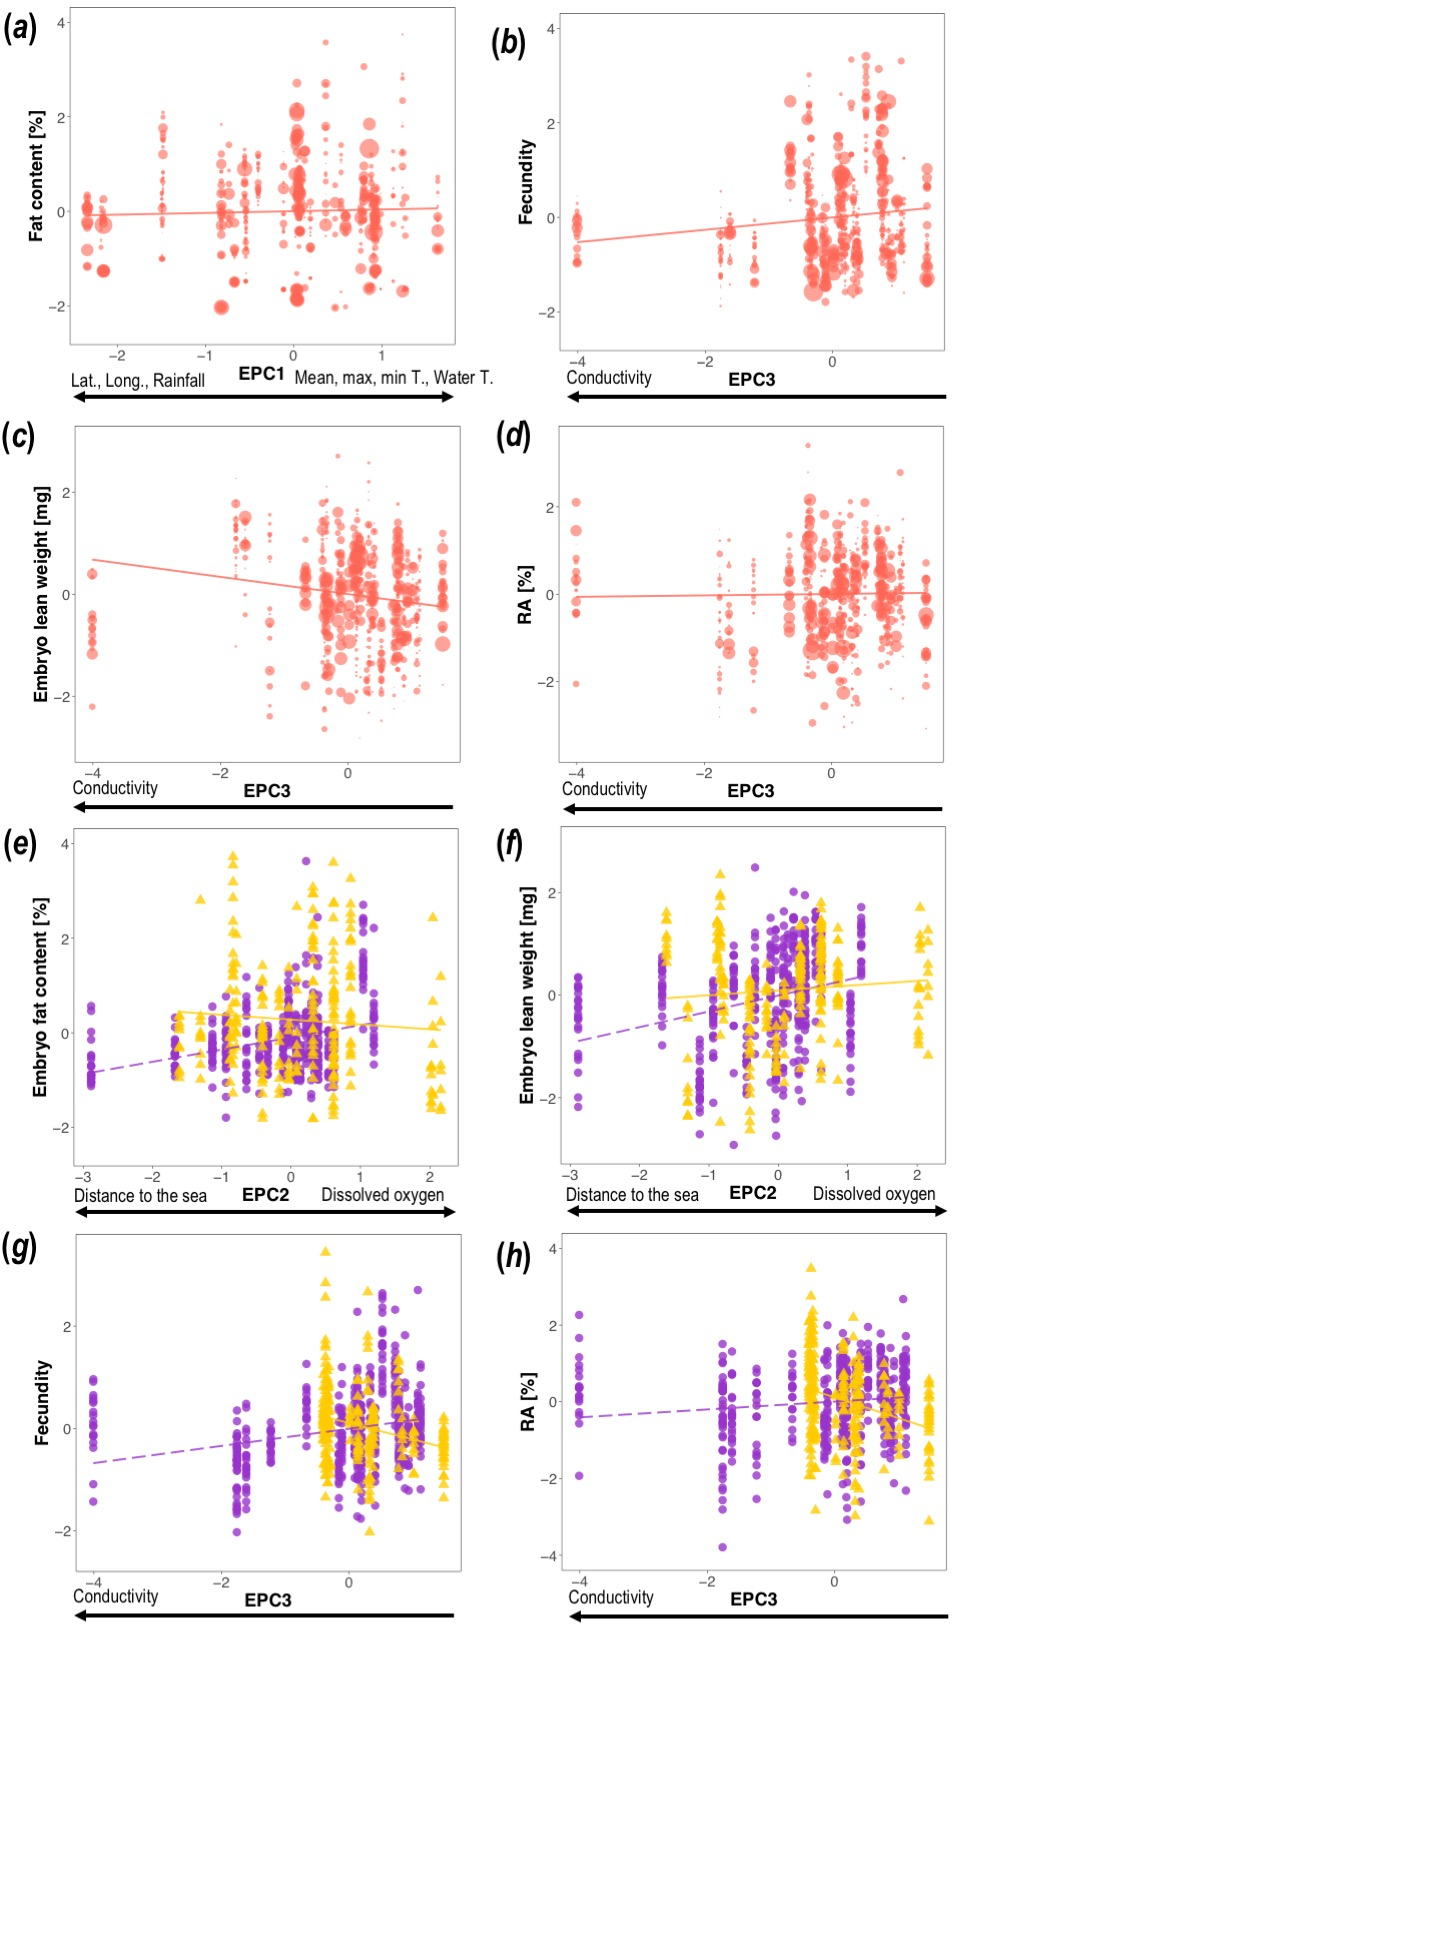 (a)
Fat content [%]
4
2
0
−2
−2 −1 0 1
Lat., Long., Rainfall EPC1 Mean, max, min T., Water T.
(b)
Fecundity
4
2
0
−2
−4 −2 0
Conductivity EPC3
(c)
Embryo lean weight [mg]
2
0
−2
−4 −2 0
Conductivity EPC3
(d)
RA [%]
2
0
−2
−4 −2 0
Conductivity EPC3
(e)
Embryo fat content [%]
4
2
0
−2
−3 −2 −1 0 1 2
Distance to the sea EPC2 Dissolved oxygen
(f)
Embryo lean weight [mg]
2
0
−2
−3 −2 −1 0 1 2
Distance to the sea EPC2 Dissolved oxygen
(g)
Fecundity
2
0
−2
−4 −2 0
Conductivity EPC3
(h)
RA [%]
4
2
0
−2
−4
−4 −2 0
Conductivity EPC3